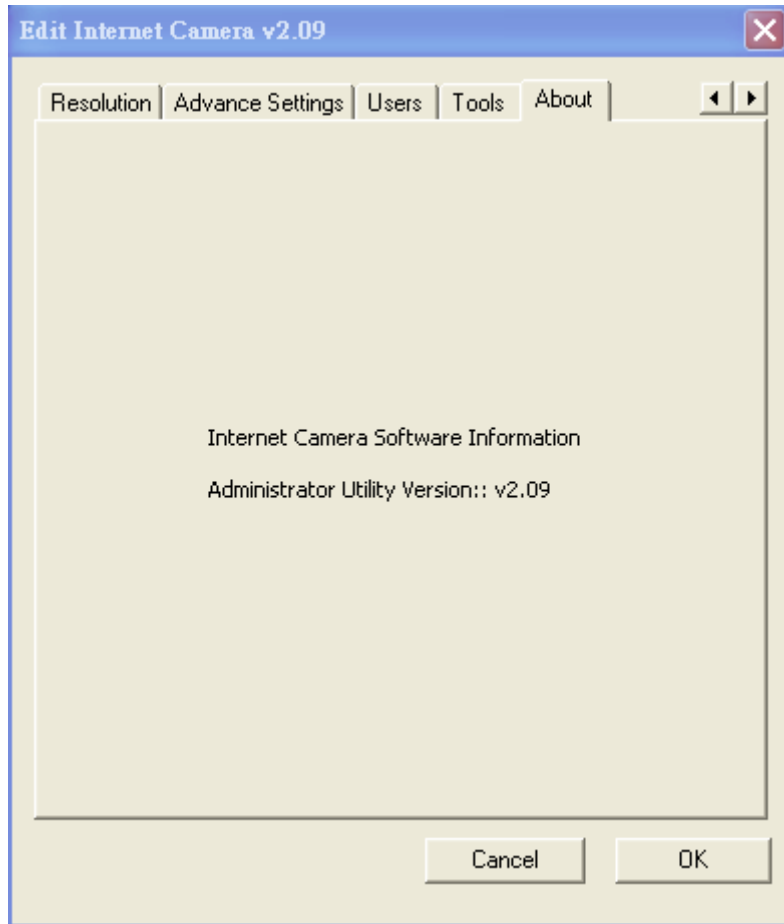 Edit Internet Camera v2.09
Resolution Advance Settings Users Tools About
Internet Camera Software Information
Administrator Utility Version:: v2.09
Cancel OK